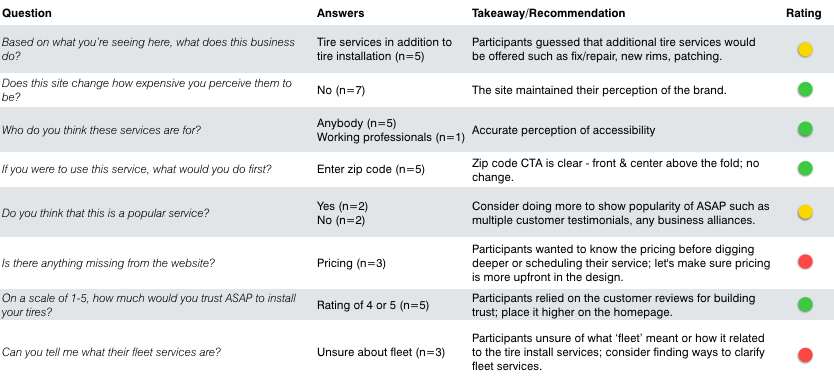 Question Answers Takeaway/Recommendation Rating
Based on what you're seeing here, what does this business
do?
Tire services in addition to
tire installation (n=5)
Participants guessed that additional tire services would
be offered such as fix/repair, new rims, patching.
Does this site change how expensive you perceive them to
be?
No (n=7)
The site maintained their perception of the brand.
Who do you think these services are for?
Anybody (n=5)
Working professionals (n=1)
Accurate perception of accessibility
If you were to use this service, what would you do first?
Enter zip code (n=5)
Zip code CTA is clear - front & center above the fold; no
change.
Do you think that this is a popular service?
Yes (n=2)
No (n=2)
Consider doing more to show popularity of ASAP such as
multiple customer testimonials, any business alliances.
Is there anything missing from the website?
Pricing (n=3)
Participants wanted to know the pricing before digging
deeper or scheduling their service; let's make sure pricing
is more upfront in the design.
On a scale of 1-5, how much would you trust ASAP to install
your tires?
Rating of 4 or 5 (n=5)
Participants relied on the customer reviews for building
trust; place it higher on the homepage.
Can you tell me what their fleet services are?
Unsure about fleet (n=3)
Participants unsure of what ‘fleet’ meant or how it related
to the tire install services; consider finding ways to clarify
fleet services.